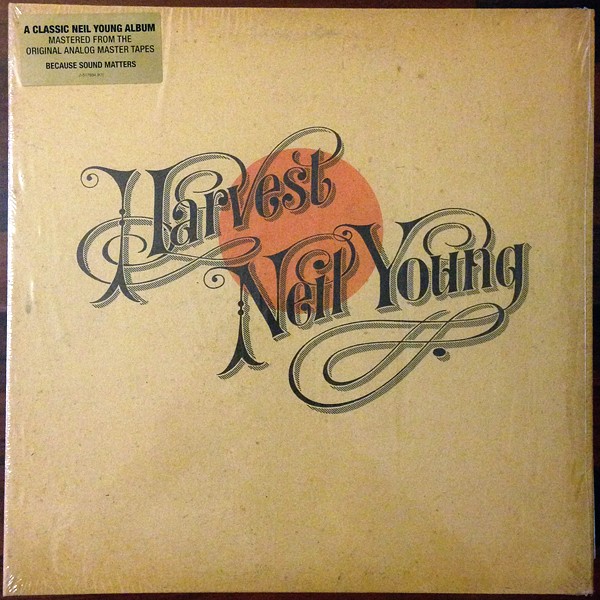 A CLASSIC NEIL YOUNG ALBUM
MASTERED FROM THE
ORIGINAL ANALOG MASTER TAPES
BECAUSE SOUND MATTERS
Harvest
Neil Young